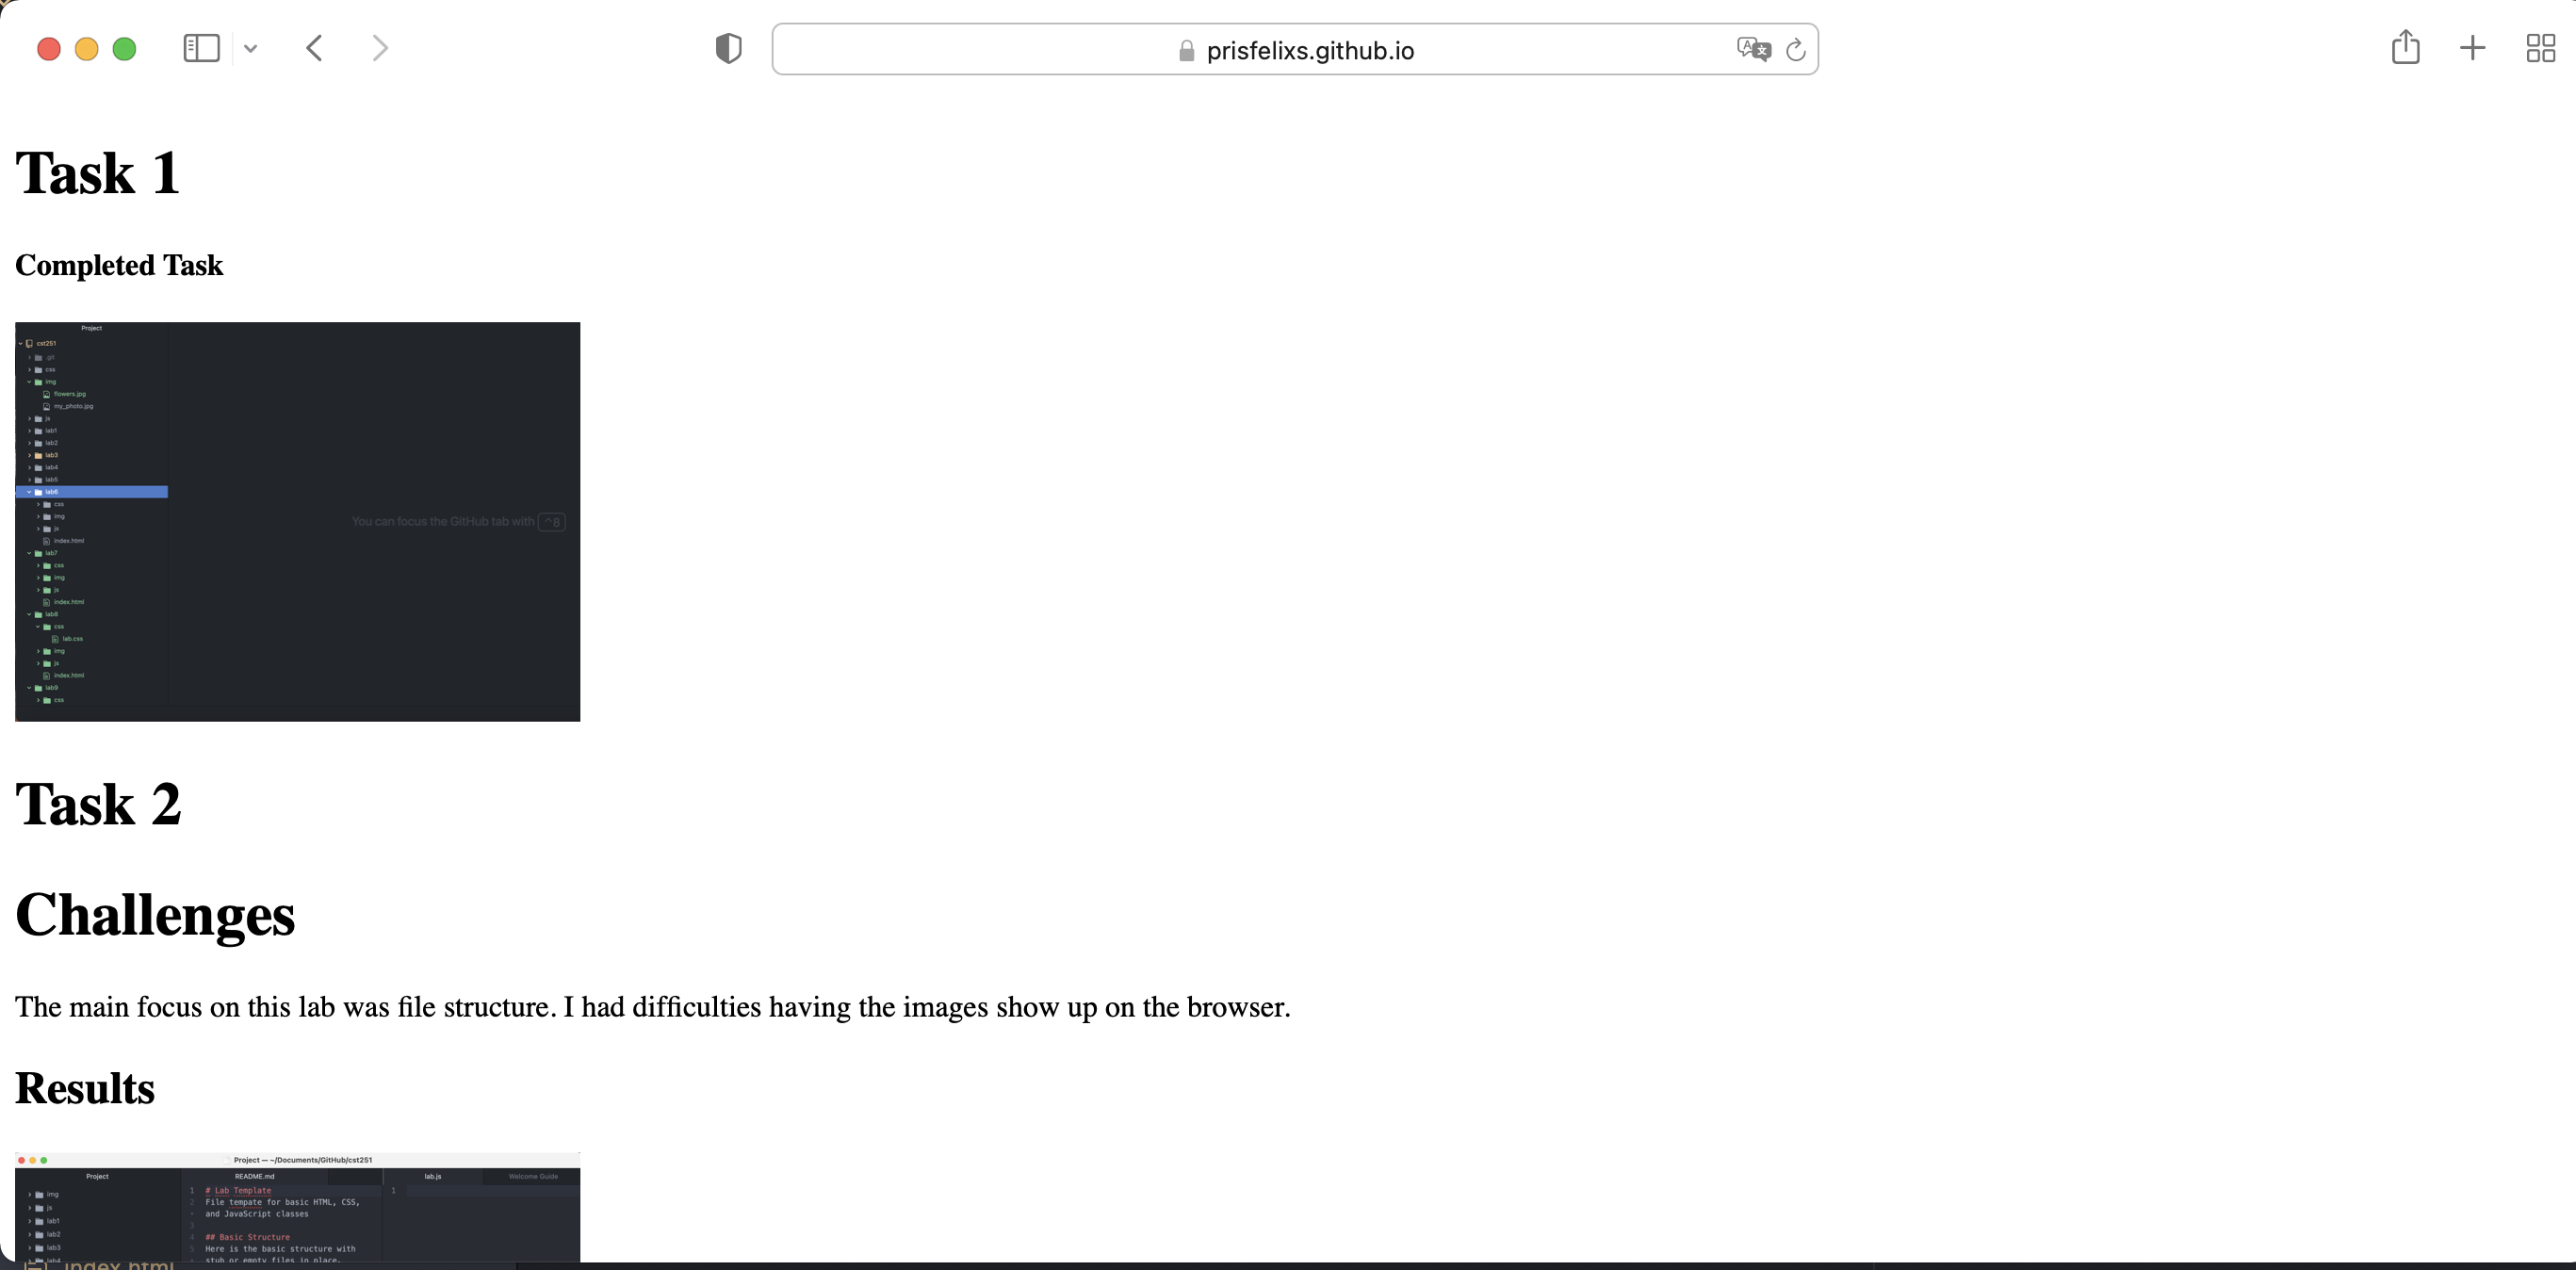 prisfelixs.github.io
Task 1
Completed Task
Project
cst251
.git
css
img
flowers.jpg
my_photo.jpg
js
lab1
lab2
lab3
lab4
lab5
lab6
css
img
js
index.html
lab7
css
img
js
index.html
lab8
css
lab.css
img
js
index.html
lab9
css
You can focus the GitHub tab with ^8
Task 2
Challenges
The main focus on this lab was file structure. I had difficulties having the images show up on the browser.
Results
Project — ~/Documents/GitHub/cst251
Project
img
js
lab1
lab2
lab3
lab4
README.md
1 # Lab Template
2 File tempate for basic HTML, CSS,
and JavaScript classes
3
4 ## Basic Structure
5 Here is the basic structure with
stub or empty files in place.
lab.js
Welcome Guide
1
index.html